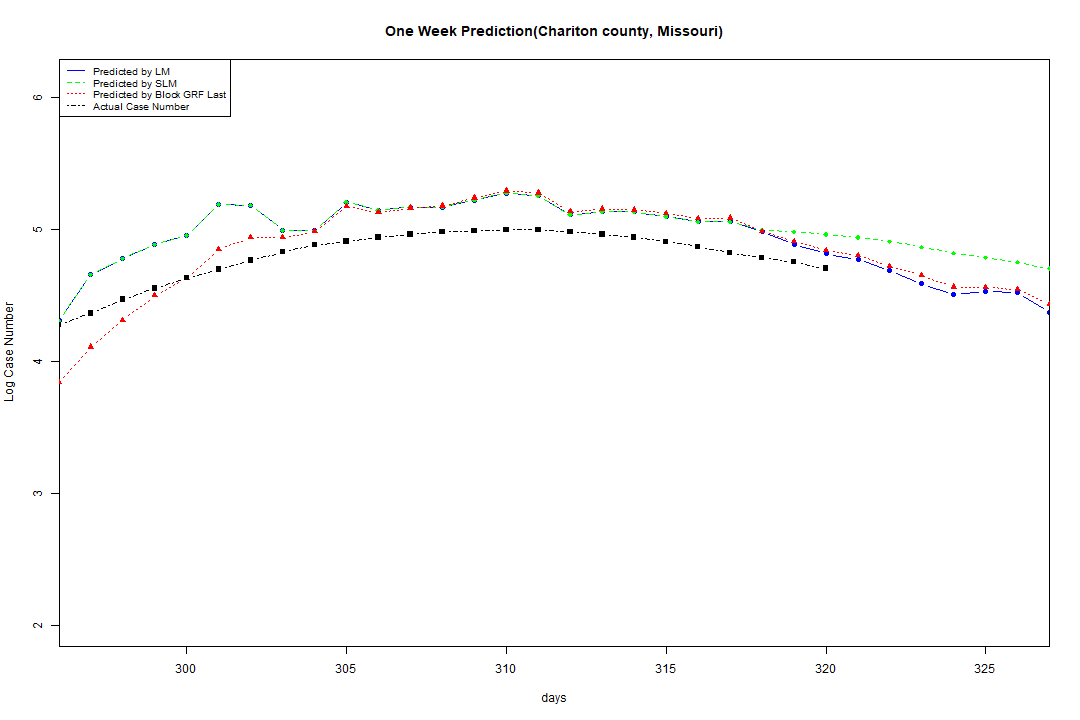 One Week Prediction(Chariton county, Missouri)
Predicted by LM
Predicted by SLM
Predicted by Block GRF Last
Actual Case Number
6
5
4
3
2
Log Case Number
300 305 310 315 320 325
days